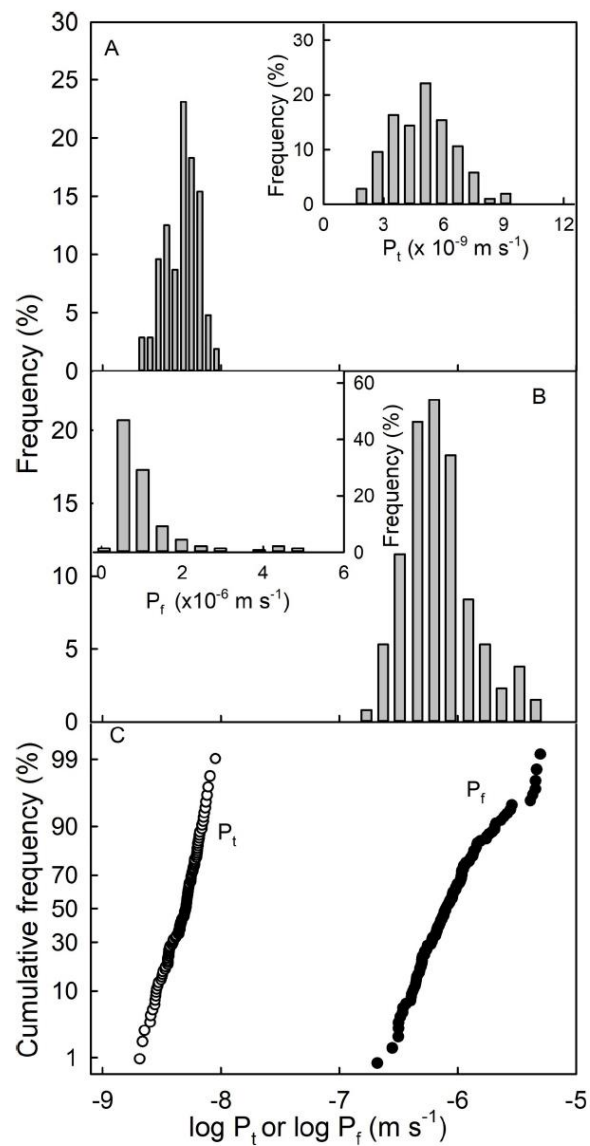 A
Frequency (%)
30
25
20
15
10
5
0
Frequency (%)
30
20
10
0
0 3 6 9 12
Pₜ (x 10⁻⁹ m s⁻¹)
B
20
15
10
5
0
Frequency (%)
60
40
20
0
0 2 4 6
P_f (x10⁻⁶ m s⁻¹)
C
Cumulative frequency (%)
99
90
70
50
30
10
1
Pₜ
P_f
-9 -8 -7 -6 -5
log Pₜ or log P_f (m s⁻¹)